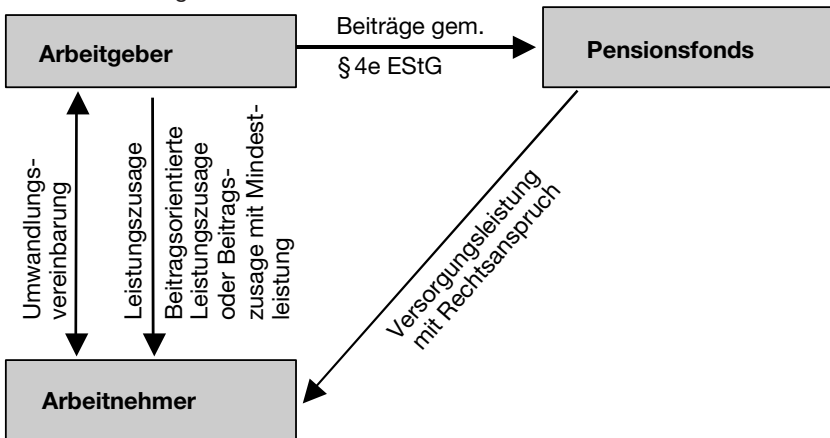 Arbeitgeber
Beiträge gem.
§ 4e EStG
Pensionsfonds
Umwandlungs-
vereinbarung
Leistungszusage
Beitragsorientierte
Leistungszusage
oder Beitrags-
zusage mit Mindest-
leistung
Versorgungsleistung
mit Rechtsanspruch
Arbeitnehmer